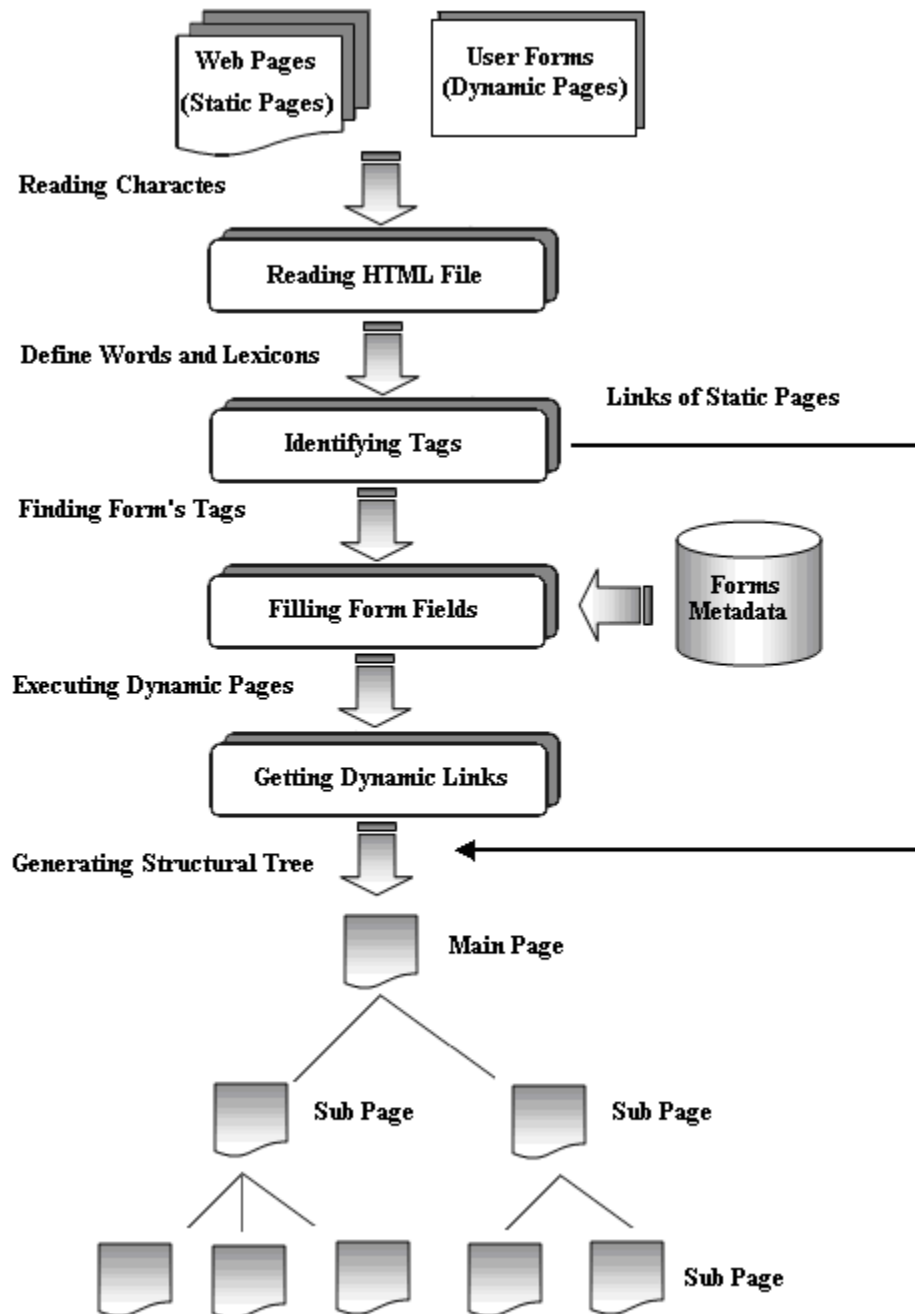 Web Pages
(Static Pages)
User Forms
(Dynamic Pages)
Reading Charactes
Reading HTML File
Define Words and Lexicons
Links of Static Pages
Identifying Tags
Finding Form's Tags
Forms
Metadata
Filling Form Fields
Executing Dynamic Pages
Getting Dynamic Links
Generating Structural Tree
Main Page
Sub Page
Sub Page
Sub Page